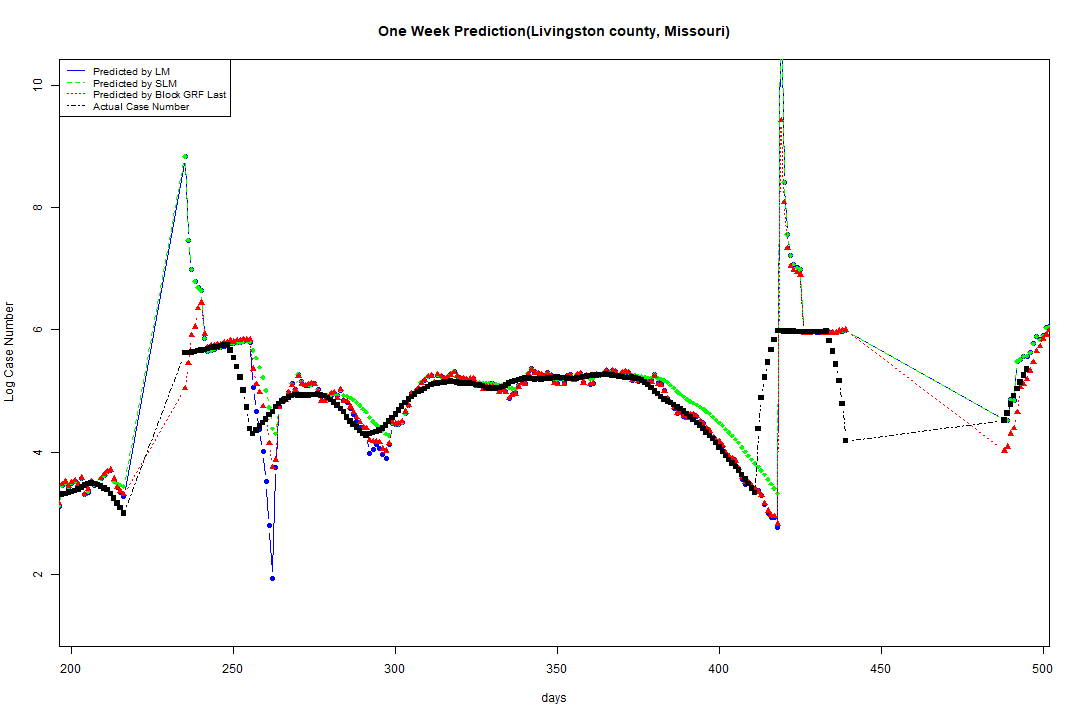 One Week Prediction(Livingston county, Missouri)
Predicted by LM
Predicted by SLM
Predicted by Block GRF Last
Actual Case Number
10
8
6
4
2
Log Case Number
200 250 300 350 400 450 500
days